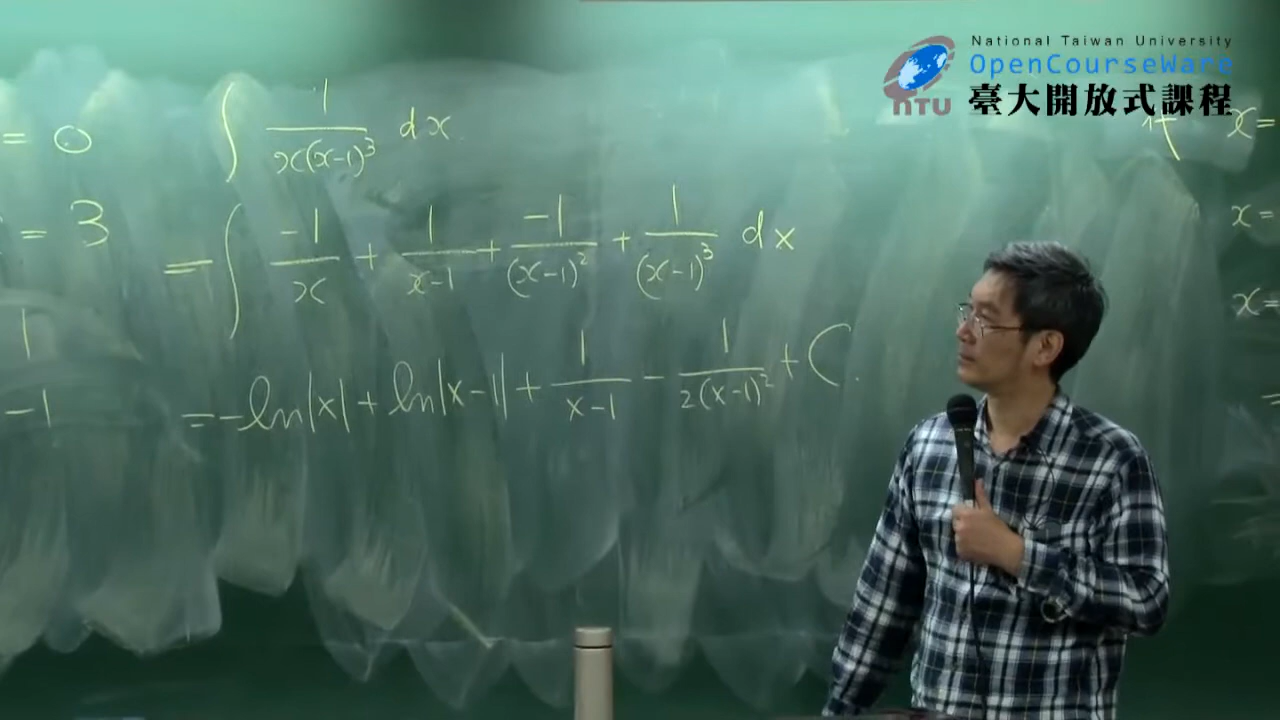 National Taiwan University
OpenCourseWare
NTU 臺大開放式課程
= 0
= 3
1
-1
∫ 1/(x(x-1)³) dx.
= ∫ -1/x + 1/(x-1) + -1/(x-1)² + 1/(x-1)³ dx
= -ln|x| + ln|x-1| + 1/(x-1) - 1/(2(x-1)²) + C.
x=
x=
x=
=